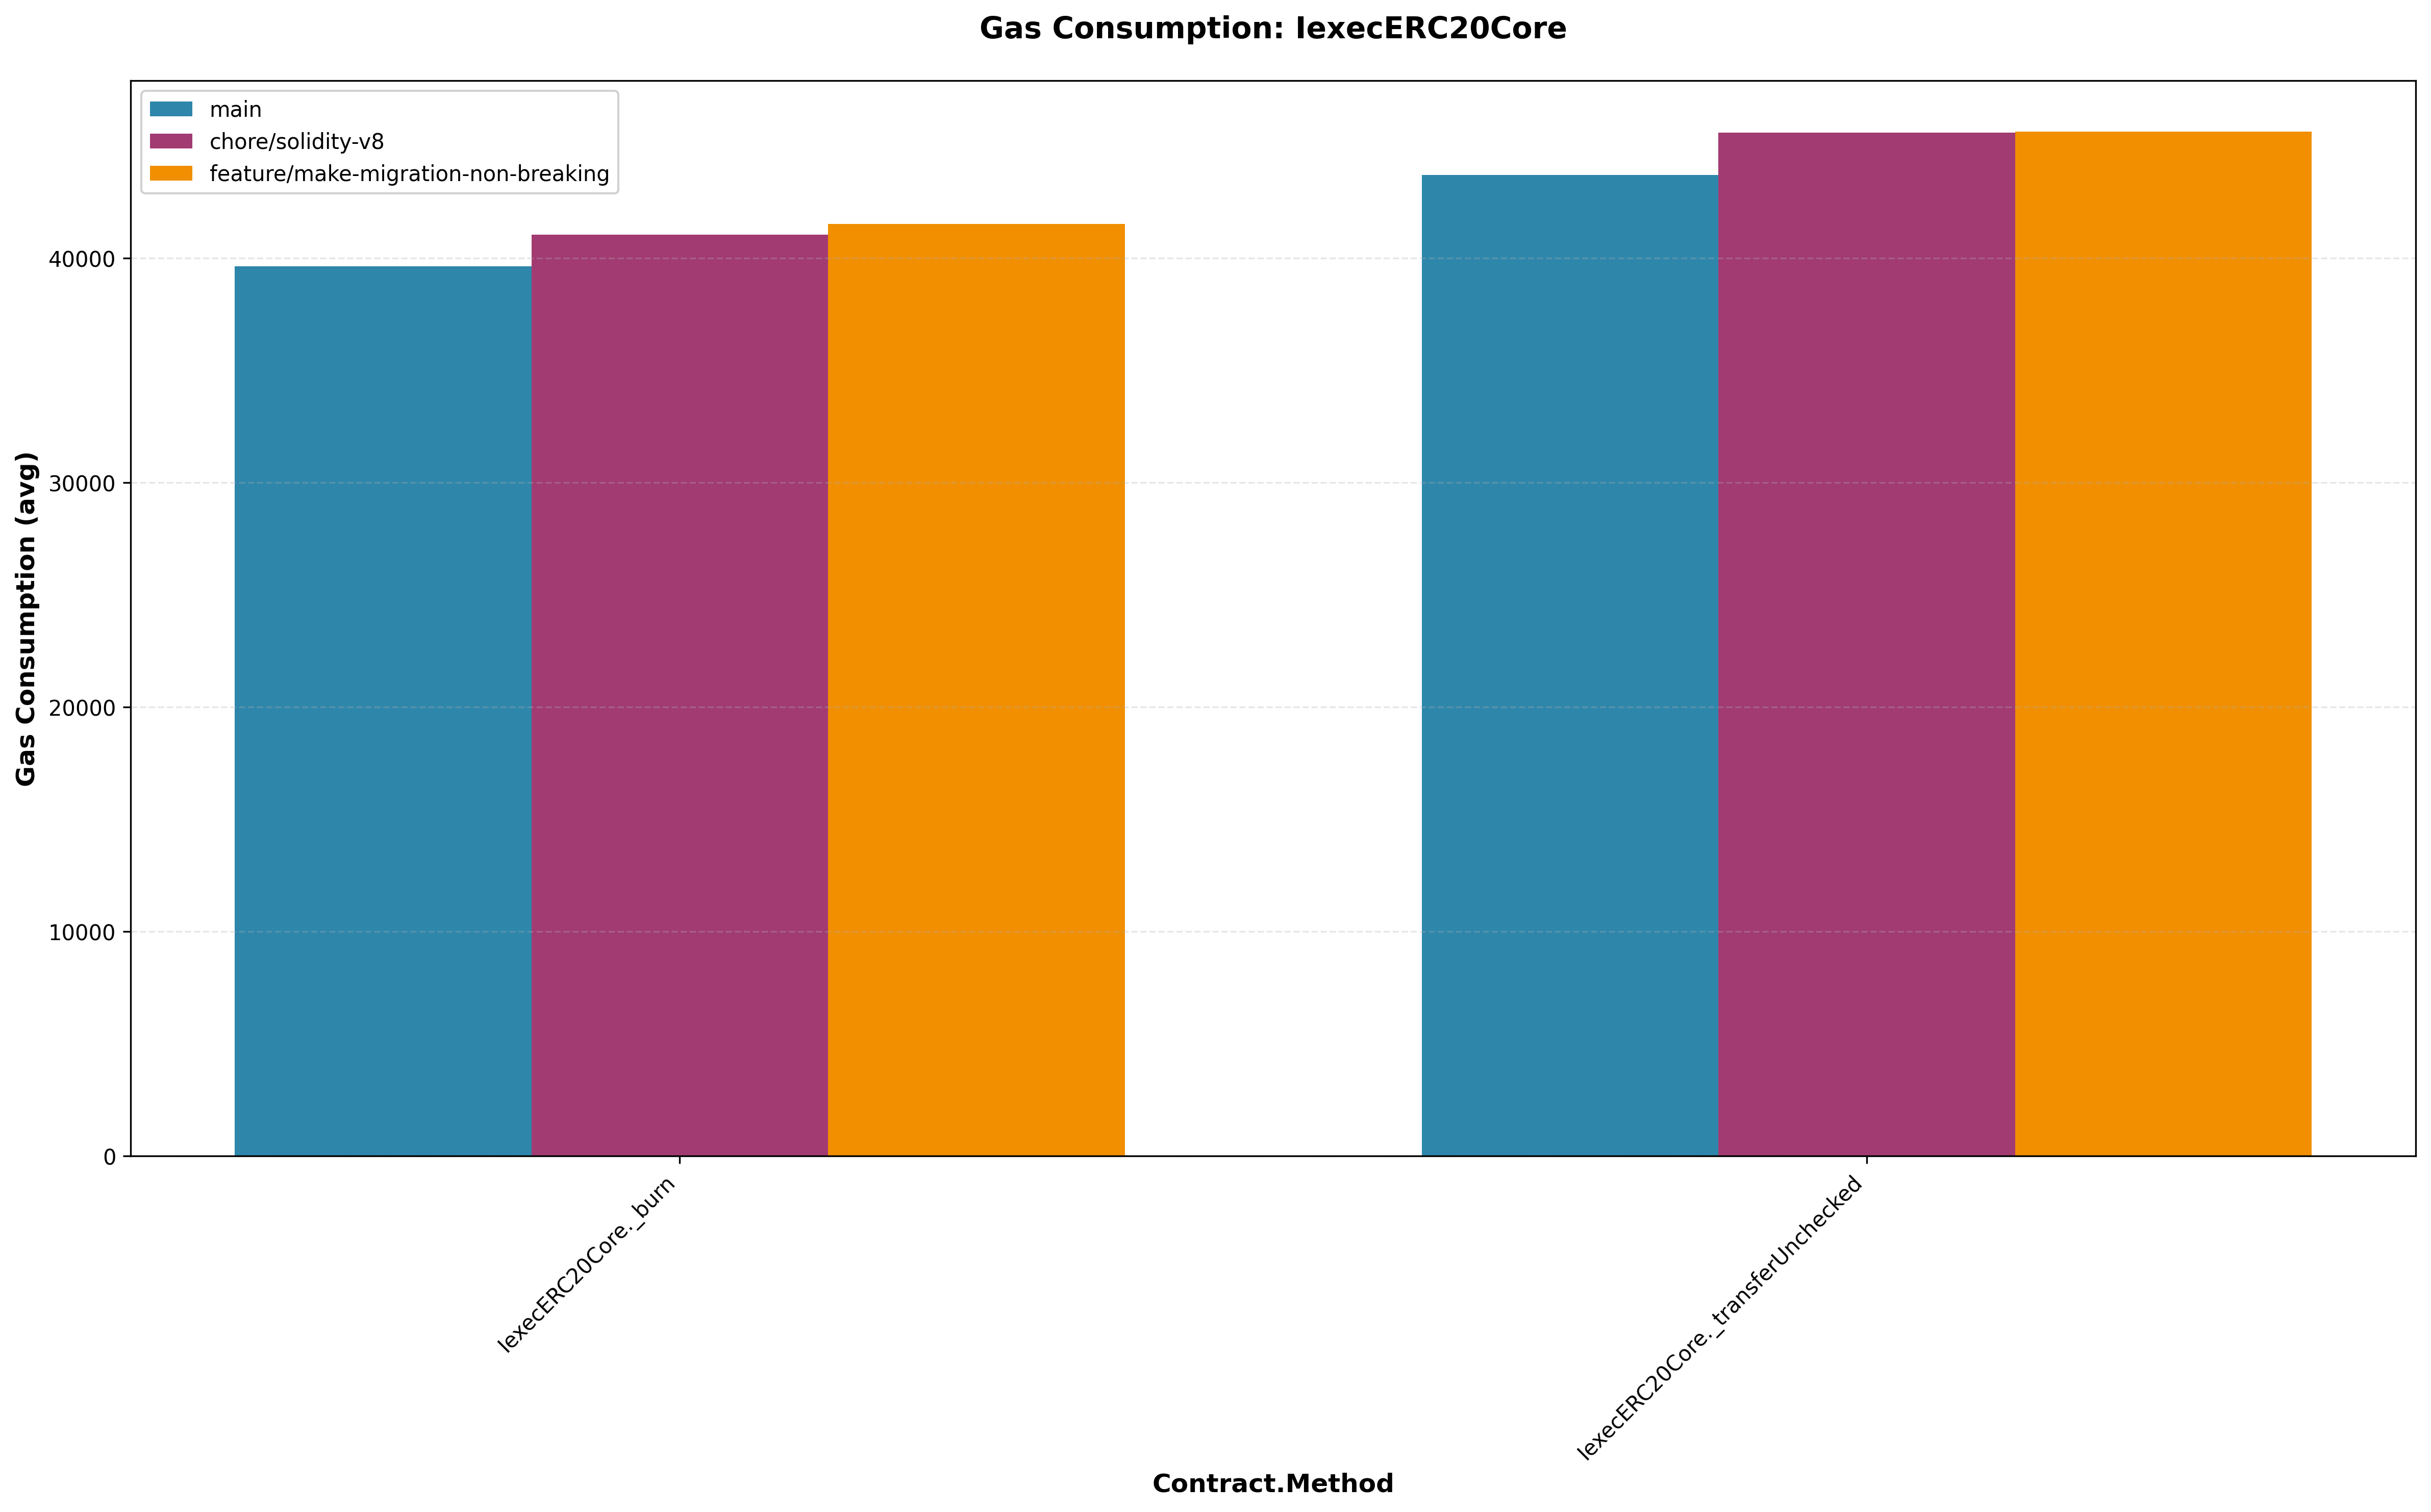 Gas Consumption: IexecERC20Core
main
chore/solidity-v8
feature/make-migration-non-breaking
Gas Consumption (avg)
40000
30000
20000
10000
0
IexecERC20Core._burn
IexecERC20Core._transferUnchecked
Contract.Method